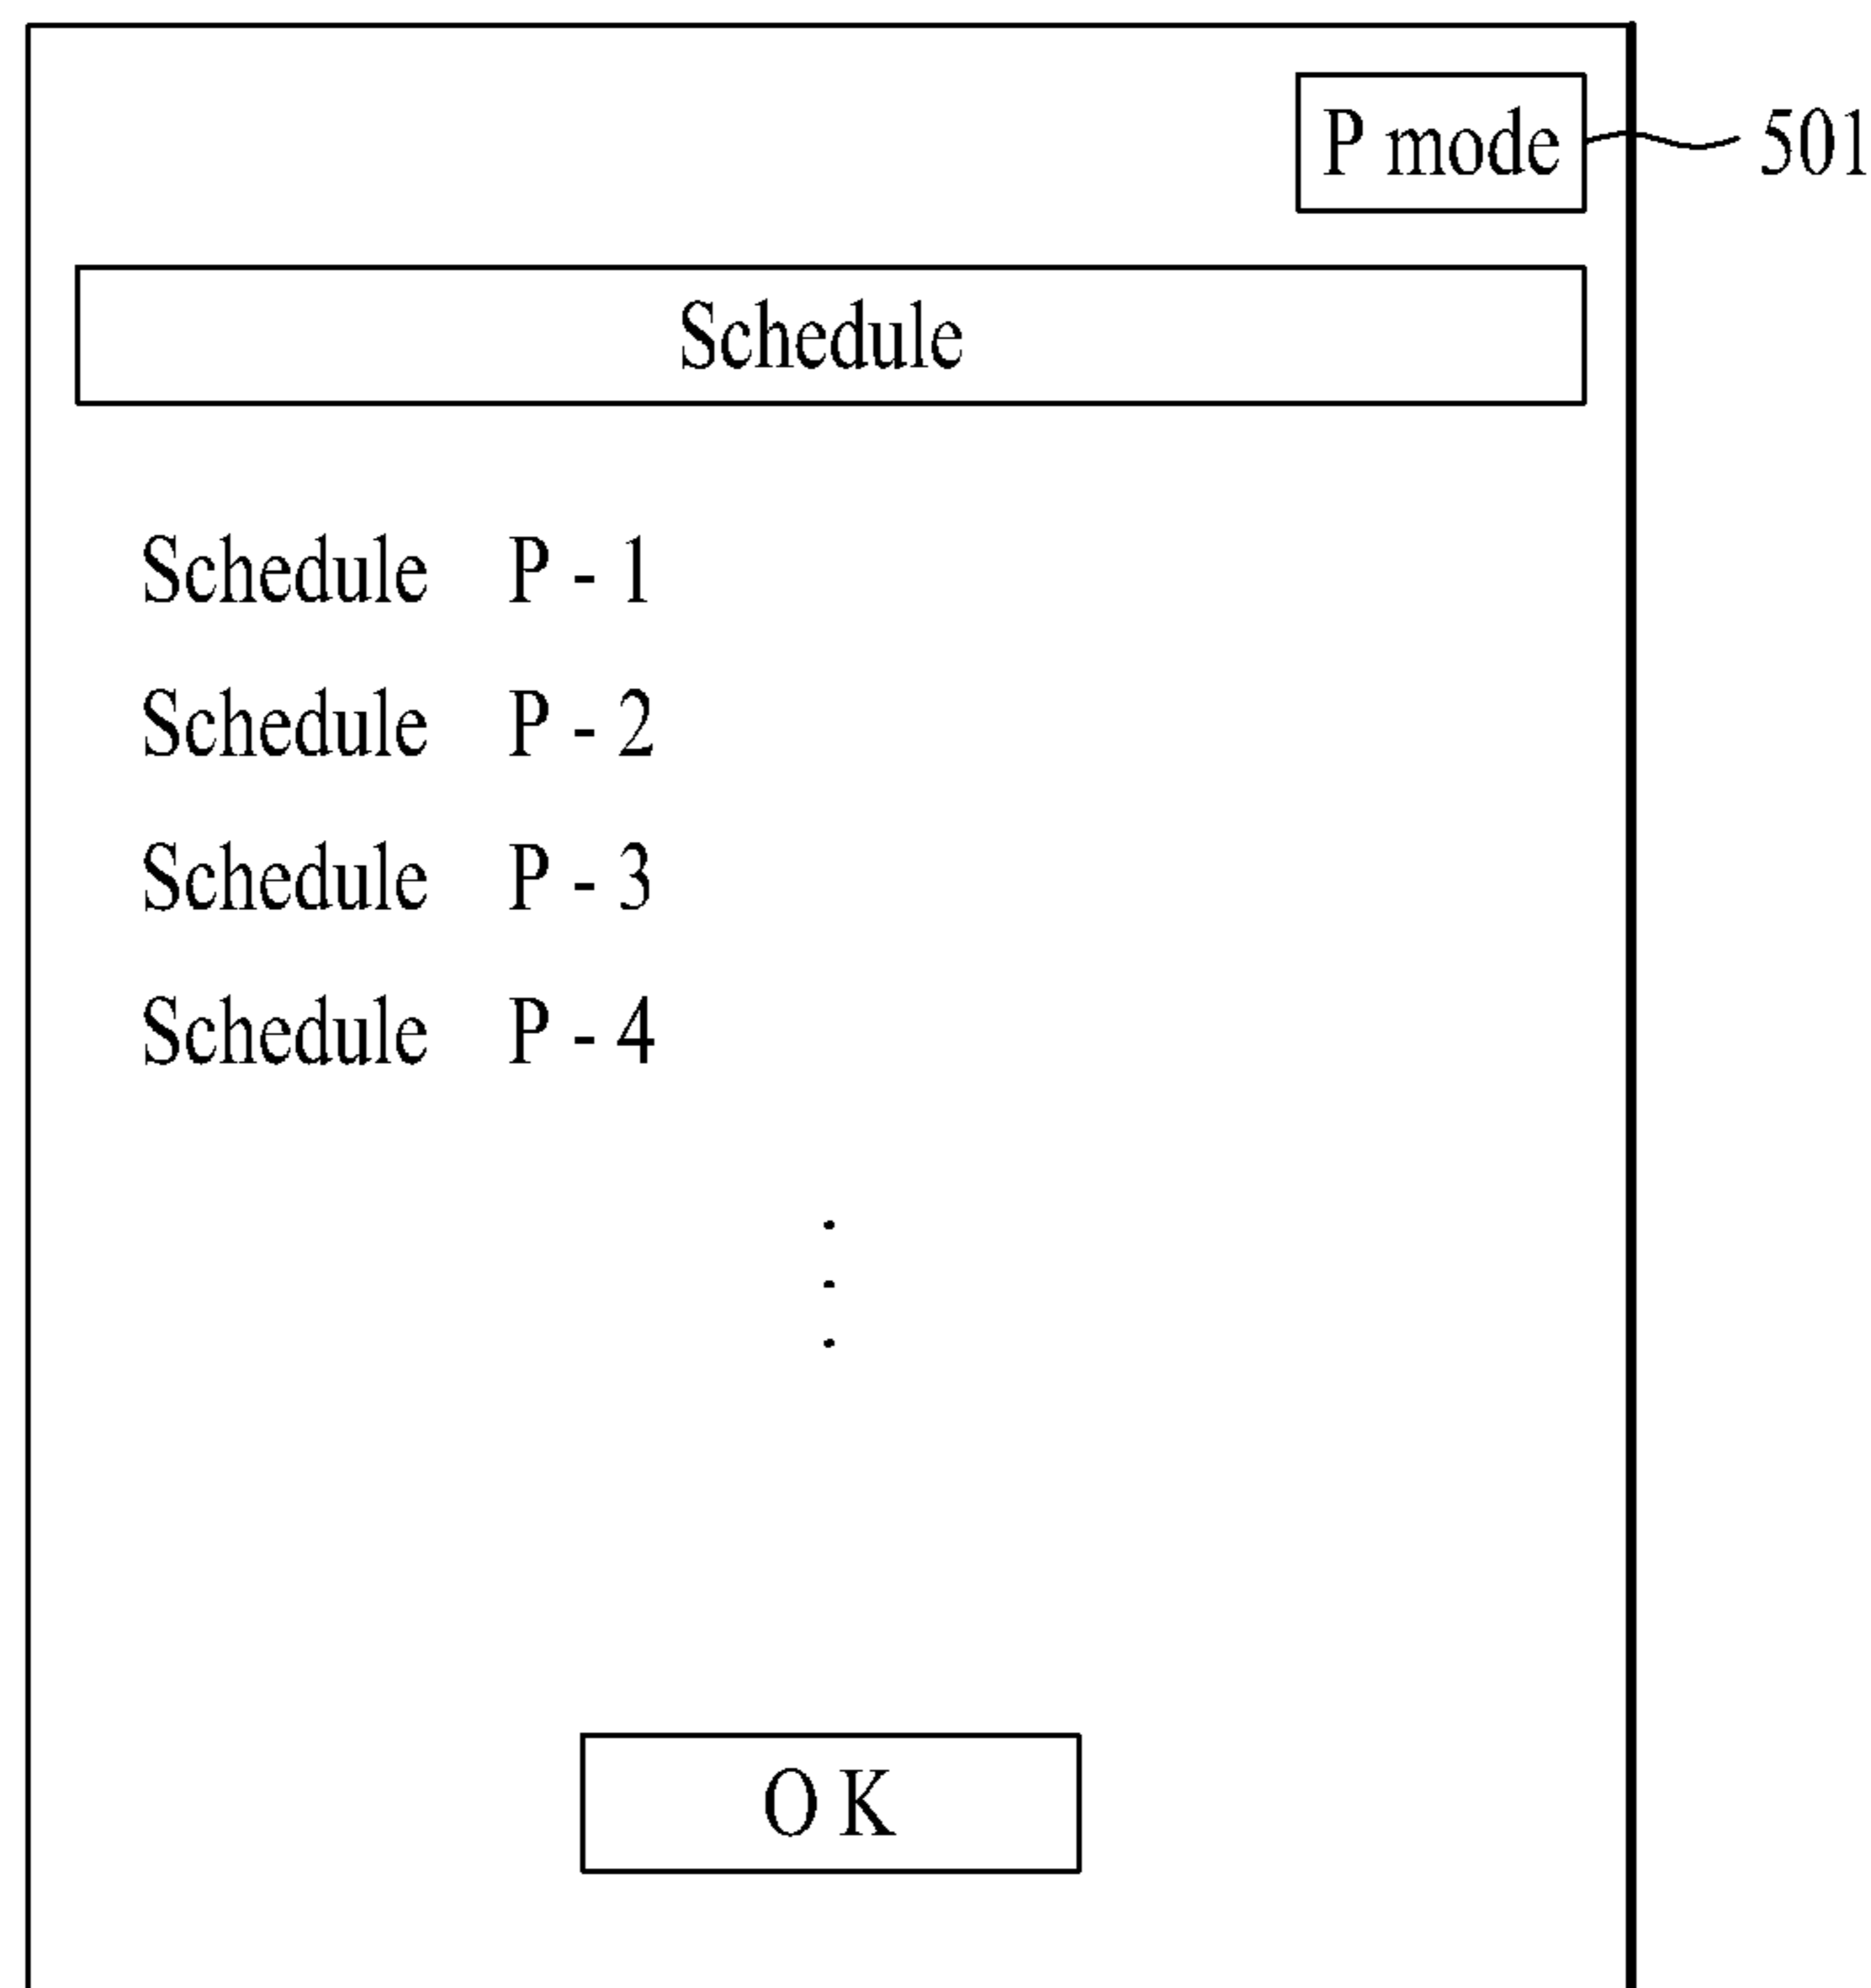 P mode 501
Schedule
Schedule P - 1
Schedule P - 2
Schedule P - 3
Schedule P - 4
OK